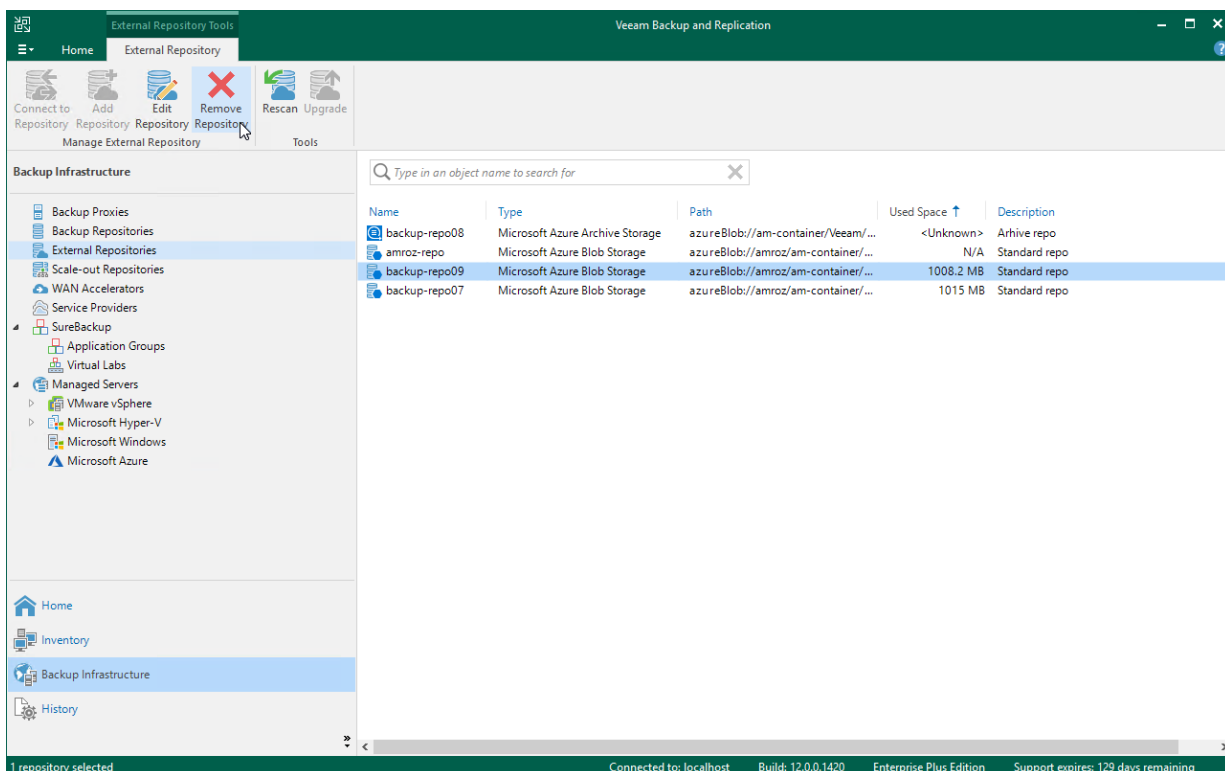 External Repository Tools
Veeam Backup and Replication
Home
External Repository
Connect to Repository
Add Repository
Edit Repository
Remove Repository
Rescan
Upgrade
Manage External Repository
Tools
Backup Infrastructure
Backup Proxies
Backup Repositories
External Repositories
Scale-out Repositories
WAN Accelerators
Service Providers
SureBackup
Application Groups
Virtual Labs
Managed Servers
VMware vSphere
Microsoft Hyper-V
Microsoft Windows
Microsoft Azure
Home
Inventory
Backup Infrastructure
History
Type in an object name to search for
Name Type Path Used Space Description
backup-repo08 Microsoft Azure Archive Storage azureBlob://am-container/Veeam/... <Unknown> Arhive repo
amroz-repo Microsoft Azure Blob Storage azureBlob://amroz/am-container/... N/A Standard repo
backup-repo09 Microsoft Azure Blob Storage azureBlob://amroz/am-container/... 1008.2 MB Standard repo
backup-repo07 Microsoft Azure Blob Storage azureBlob://amroz/am-container/... 1015 MB Standard repo
1 repository selected
Connected to: localhost Build: 12.0.0.1420 Enterprise Plus Edition Support expires: 129 days remaining